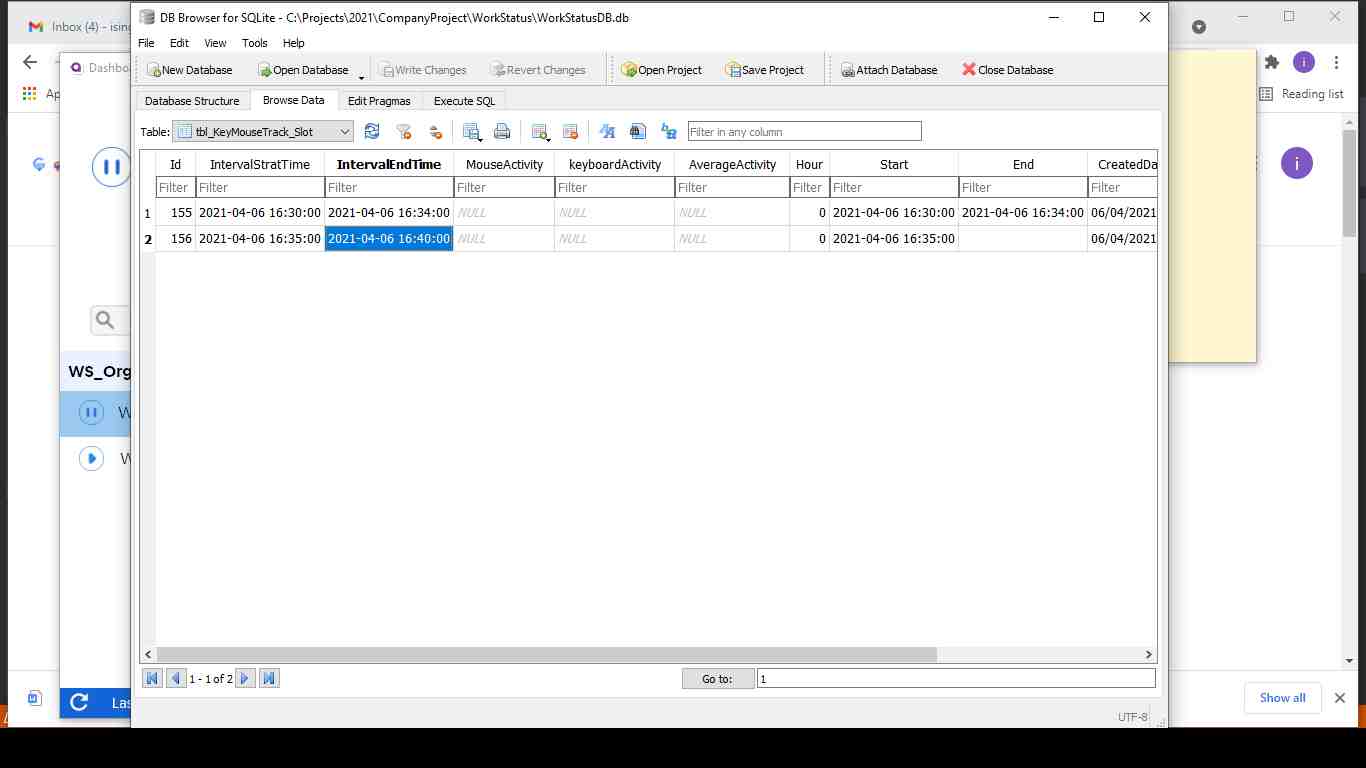 DB Browser for SQLite - C:\Projects\2021\CompanyProject\WorkStatus\WorkStatusDB.db
Inbox (4) - ising
File Edit View Tools Help
Dashbo
New Database Open Database Write Changes Revert Changes Open Project Save Project Attach Database Close Database
i
Ap
Reading list
Database Structure Browse Data Edit Pragmas Execute SQL
Table: tbl_KeyMouseTrack_Slot Filter in any column
Id IntervalStratTime IntervalEndTime MouseActivity keyboardActivity AverageActivity Hour Start End CreatedDa
i
Filter Filter Filter Filter Filter Filter Filter Filter Filter Filter
1 155 2021-04-06 16:30:00 2021-04-06 16:34:00 NULL NULL NULL 0 2021-04-06 16:30:00 2021-04-06 16:34:00 06/04/2021
2 156 2021-04-06 16:35:00 2021-04-06 16:40:00 NULL NULL NULL 0 2021-04-06 16:35:00 06/04/2021
WS_Org
W
W
1 - 1 of 2 Go to: 1
Las
Show all
UTF-8